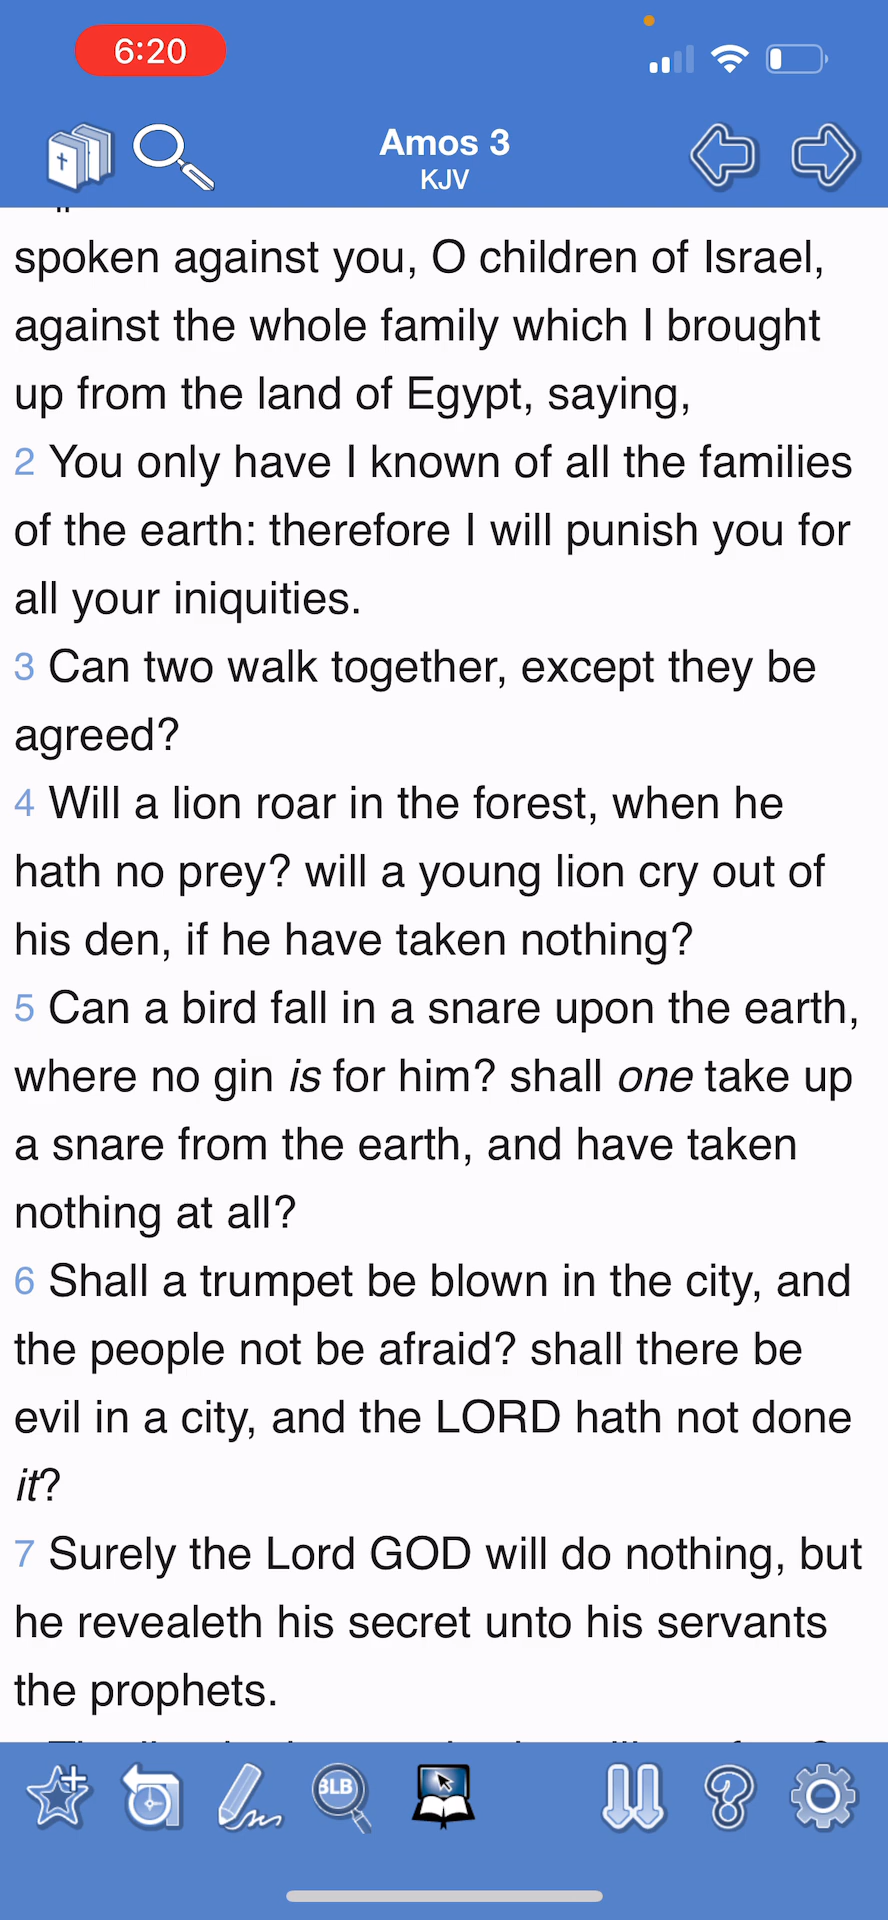 6:20
Amos 3
KJV
spoken against you, O children of Israel,
against the whole family which I brought
up from the land of Egypt, saying,
2 You only have I known of all the families
of the earth: therefore I will punish you for
all your iniquities.
3 Can two walk together, except they be
agreed?
4 Will a lion roar in the forest, when he
hath no prey? will a young lion cry out of
his den, if he have taken nothing?
5 Can a bird fall in a snare upon the earth,
where no gin is for him? shall one take up
a snare from the earth, and have taken
nothing at all?
6 Shall a trumpet be blown in the city, and
the people not be afraid? shall there be
evil in a city, and the LORD hath not done
it?
7 Surely the Lord GOD will do nothing, but
he revealeth his secret unto his servants
the prophets.
BLB